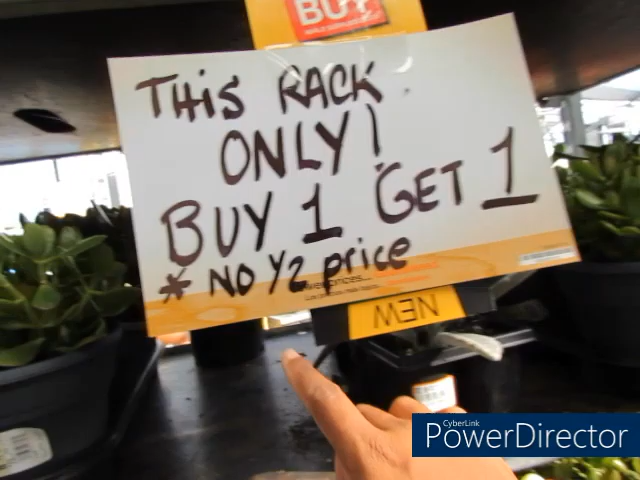 BUY
THiS RACK
ONLY!
BUY 1 GET 1
* NO 1/2 price
NEW
CyberLink
PowerDirector